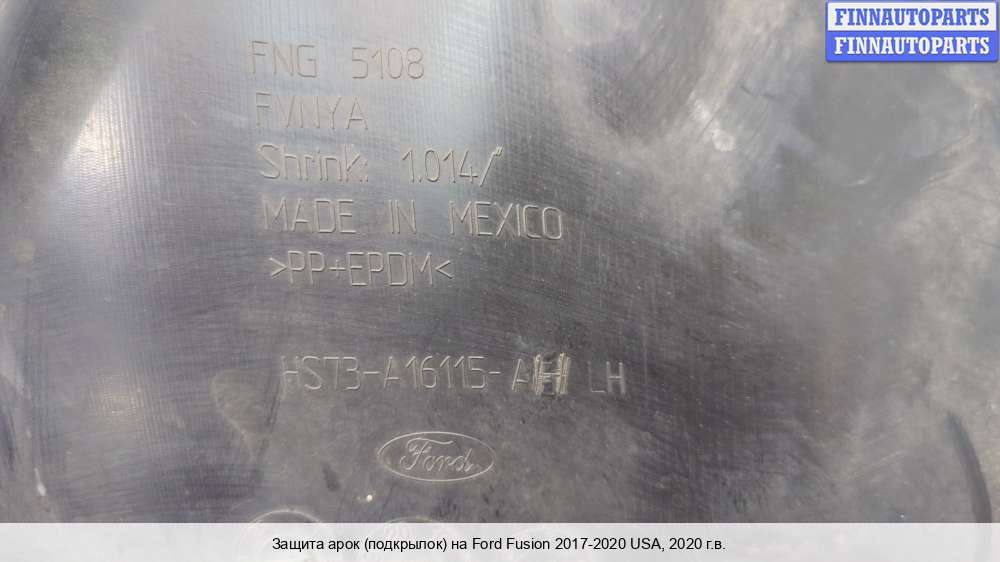 FINNAUTOPARTS
FINNAUTOPARTS
FNG 5108
FVNYA
Shrink: 1.014/"
MADE IN MEXICO
>PP+EPDM<
HS73-A16115- LH
Ford
Защита арок (подкрылок) на Ford Fusion 2017-2020 USA, 2020 г.в.